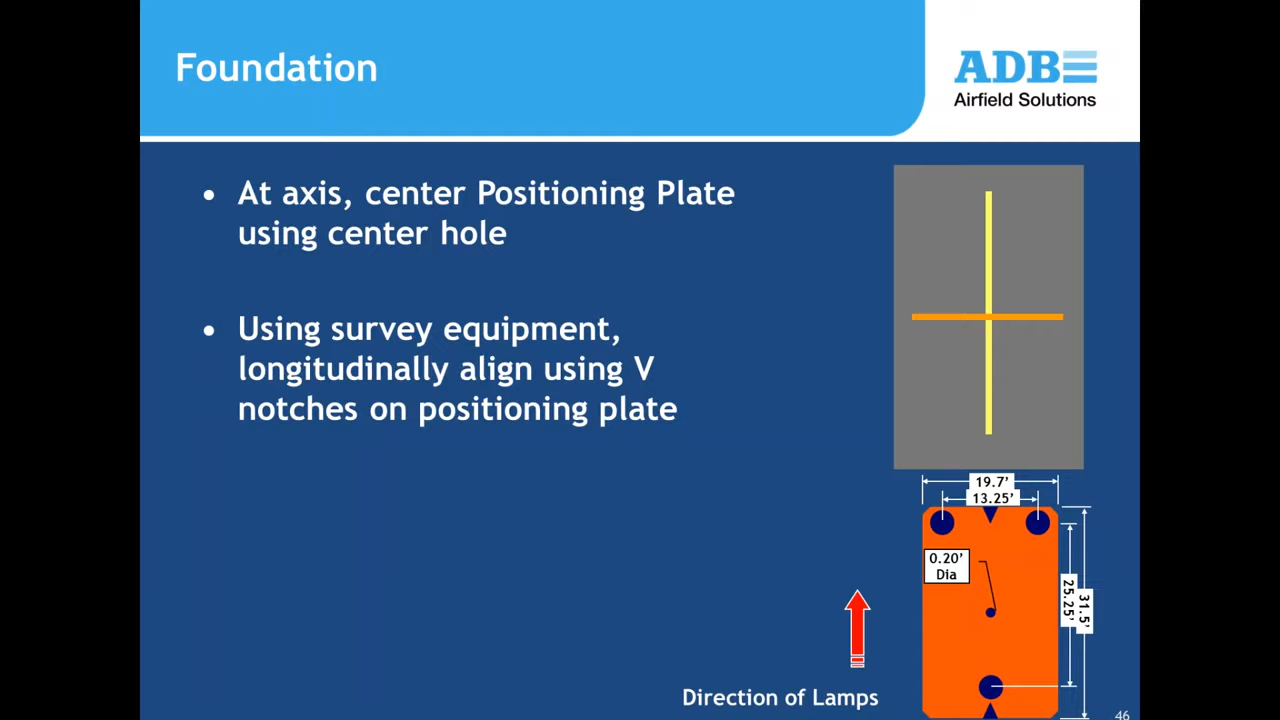 Foundation
ADB
Airfield Solutions
• At axis, center Positioning Plate
using center hole
• Using survey equipment,
longitudinally align using V
notches on positioning plate
19.7'
13.25'
0.20'
Dia
25.25'
31.5'
Direction of Lamps
46